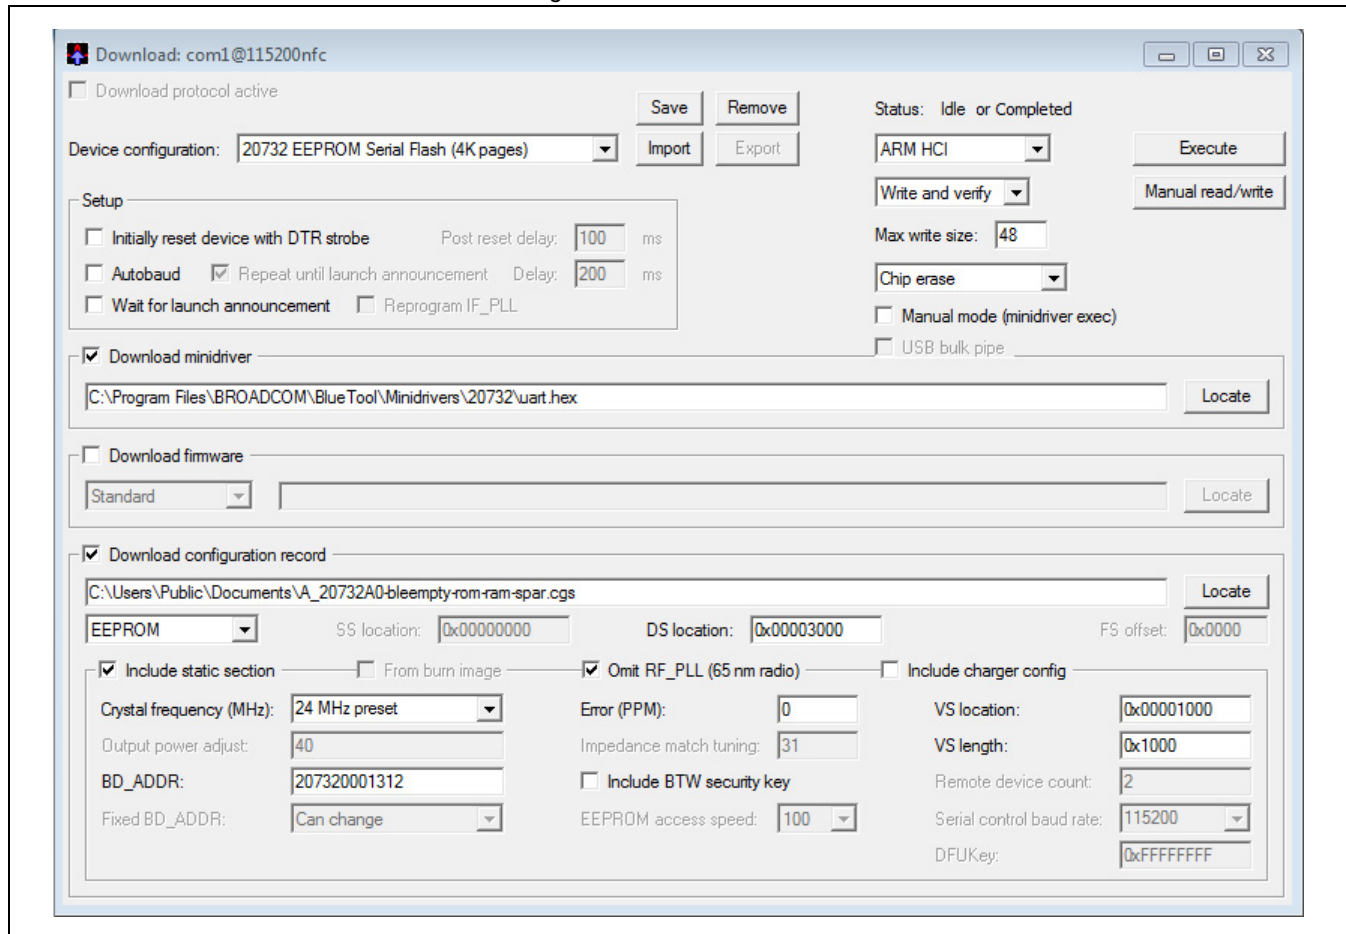 Download: com1@115200nfc
Download protocol active
Save Remove Status: Idle or Completed
Device configuration: 20732 EEPROM Serial Flash (4K pages) Import Export ARM HCI Execute
Setup Write and verify Manual read/write
Initially reset device with DTR strobe Post reset delay: 100 ms Max write size: 48
Autobaud Repeat until launch announcement Delay: 200 ms Chip erase
Wait for launch announcement Reprogram IF_PLL Manual mode (minidriver exec)
USB bulk pipe
Download minidriver
C:\Program Files\BROADCOM\BlueTool\Minidrivers\20732\uart.hex Locate
Download firmware
Standard Locate
Download configuration record
C:\Users\Public\Documents\A_20732A0-bleempty-rom-ram-spar.cgs Locate
EEPROM SS location: 0x00000000 DS location: 0x00003000 FS offset: 0x0000
Include static section From burn image Omit RF_PLL (65 nm radio) Include charger config
Crystal frequency (MHz): 24 MHz preset Error (PPM): 0 VS location: 0x00001000
Output power adjust: 40 Impedance match tuning: 31 VS length: 0x1000
BD_ADDR: 207320001312 Include BTW security key Remote device count: 2
Fixed BD_ADDR: Can change EEPROM access speed: 100 Serial control baud rate: 115200
DFUKey: 0xFFFFFFFF